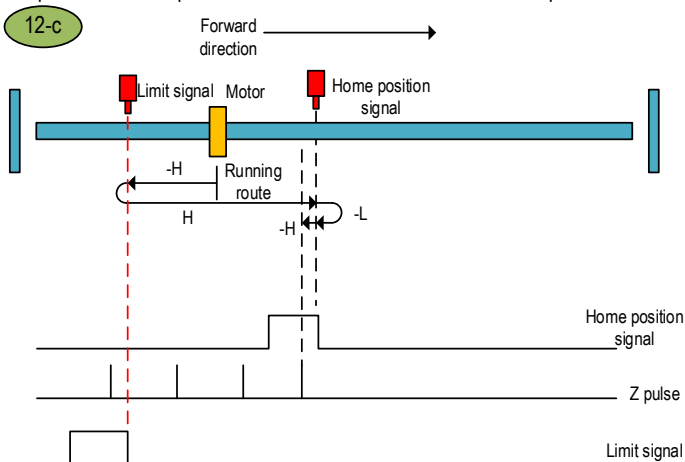 12-c
Forward
direction
Limit signal
Motor
Home position
signal
-H
Running
route
H
-H
-L
Home position
signal
Z pulse
Limit signal